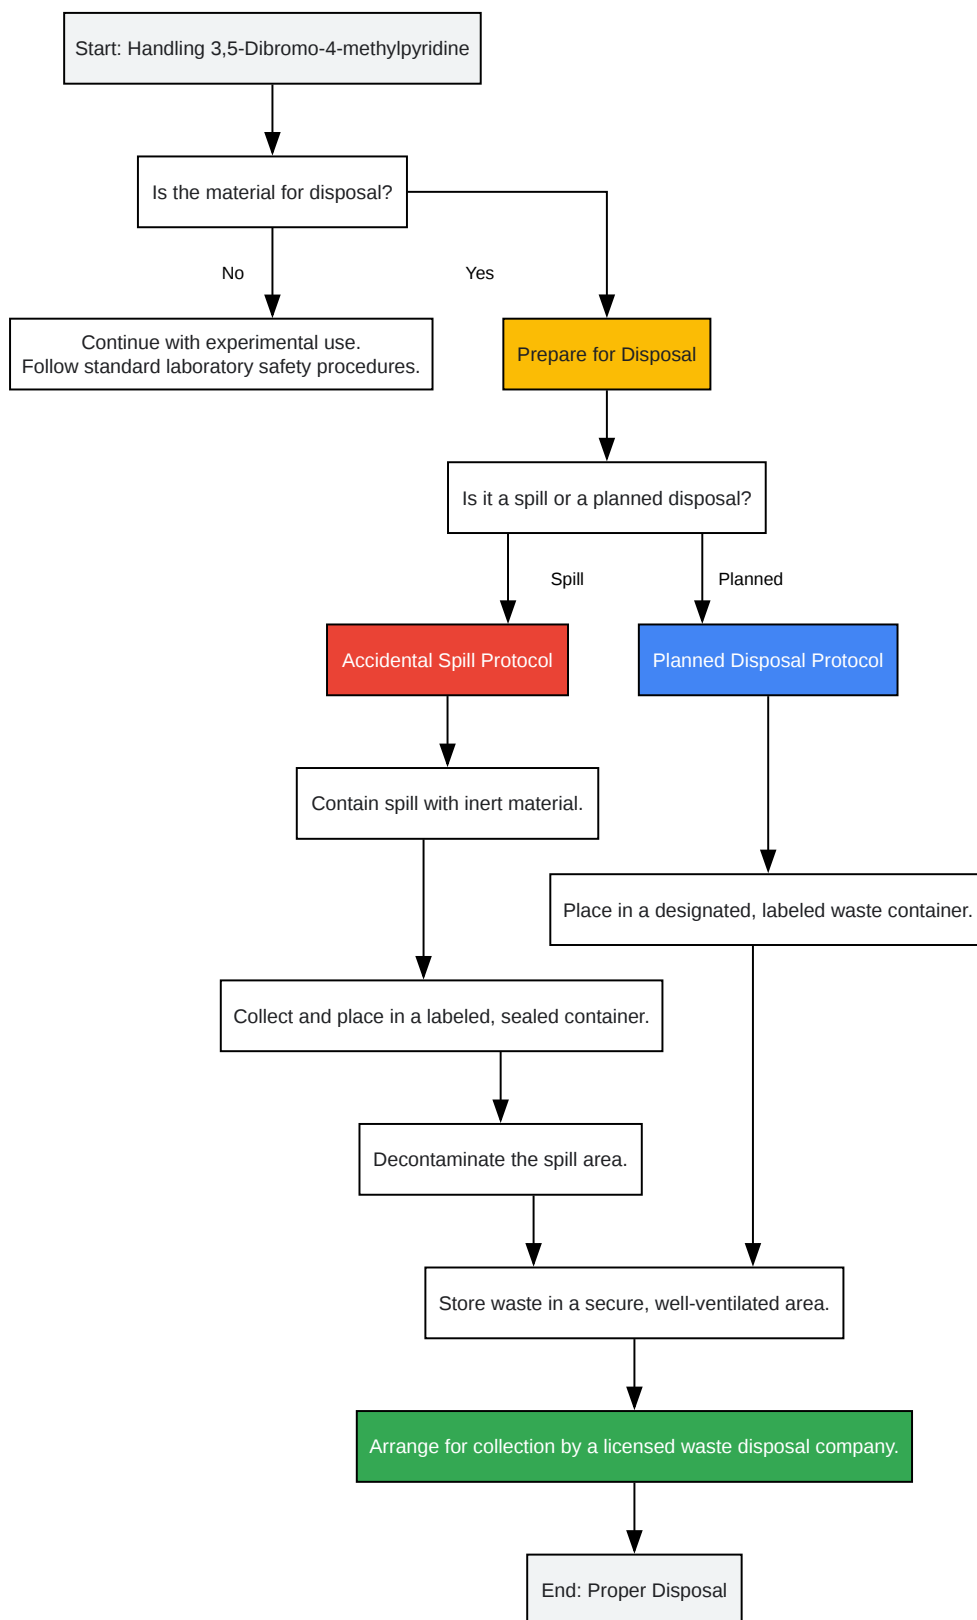 Start: Handling 3,5-Dibromo-4-methylpyridine
Is the material for disposal?
No
Yes
Continue with experimental use.
Follow standard laboratory safety procedures.
Prepare for Disposal
Is it a spill or a planned disposal?
Spill
Planned
Accidental Spill Protocol
Planned Disposal Protocol
Contain spill with inert material.
Place in a designated, labeled waste container.
Collect and place in a labeled, sealed container.
Decontaminate the spill area.
Store waste in a secure, well-ventilated area.
Arrange for collection by a licensed waste disposal company.
End: Proper Disposal